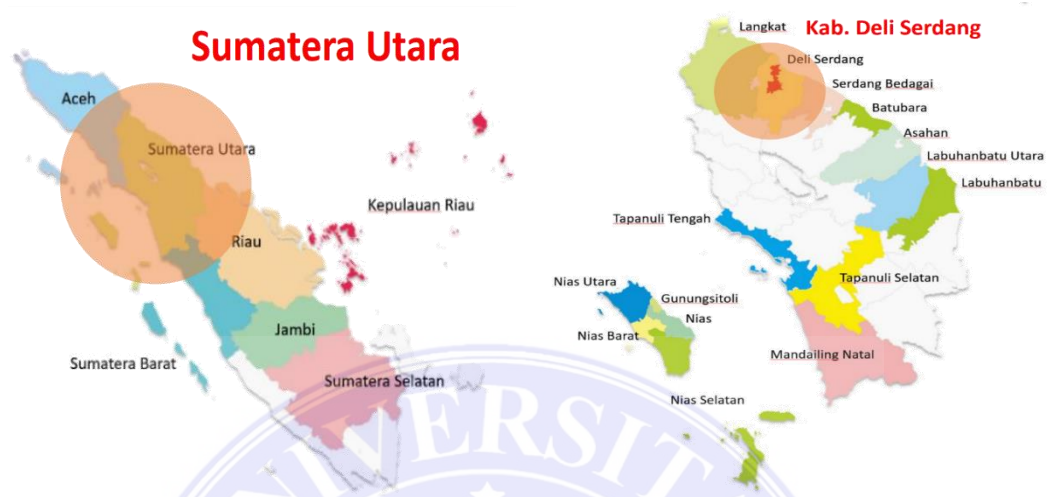 Sumatera Utara
Aceh
Sumatera Utara
Kepulauan Riau
Riau
Jambi
Sumatera Barat
Sumatera Selatan
Kab. Deli Serdang
Langkat
Deli Serdang
Serdang Bedagai
Batubara
Asahan
Labuhanbatu Utara
Labuhanbatu
Tapanuli Tengah
Tapanuli Selatan
Nias Utara
Gunungsitoli
Nias
Nias Barat
Mandailing Natal
Nias Selatan
VERSIT